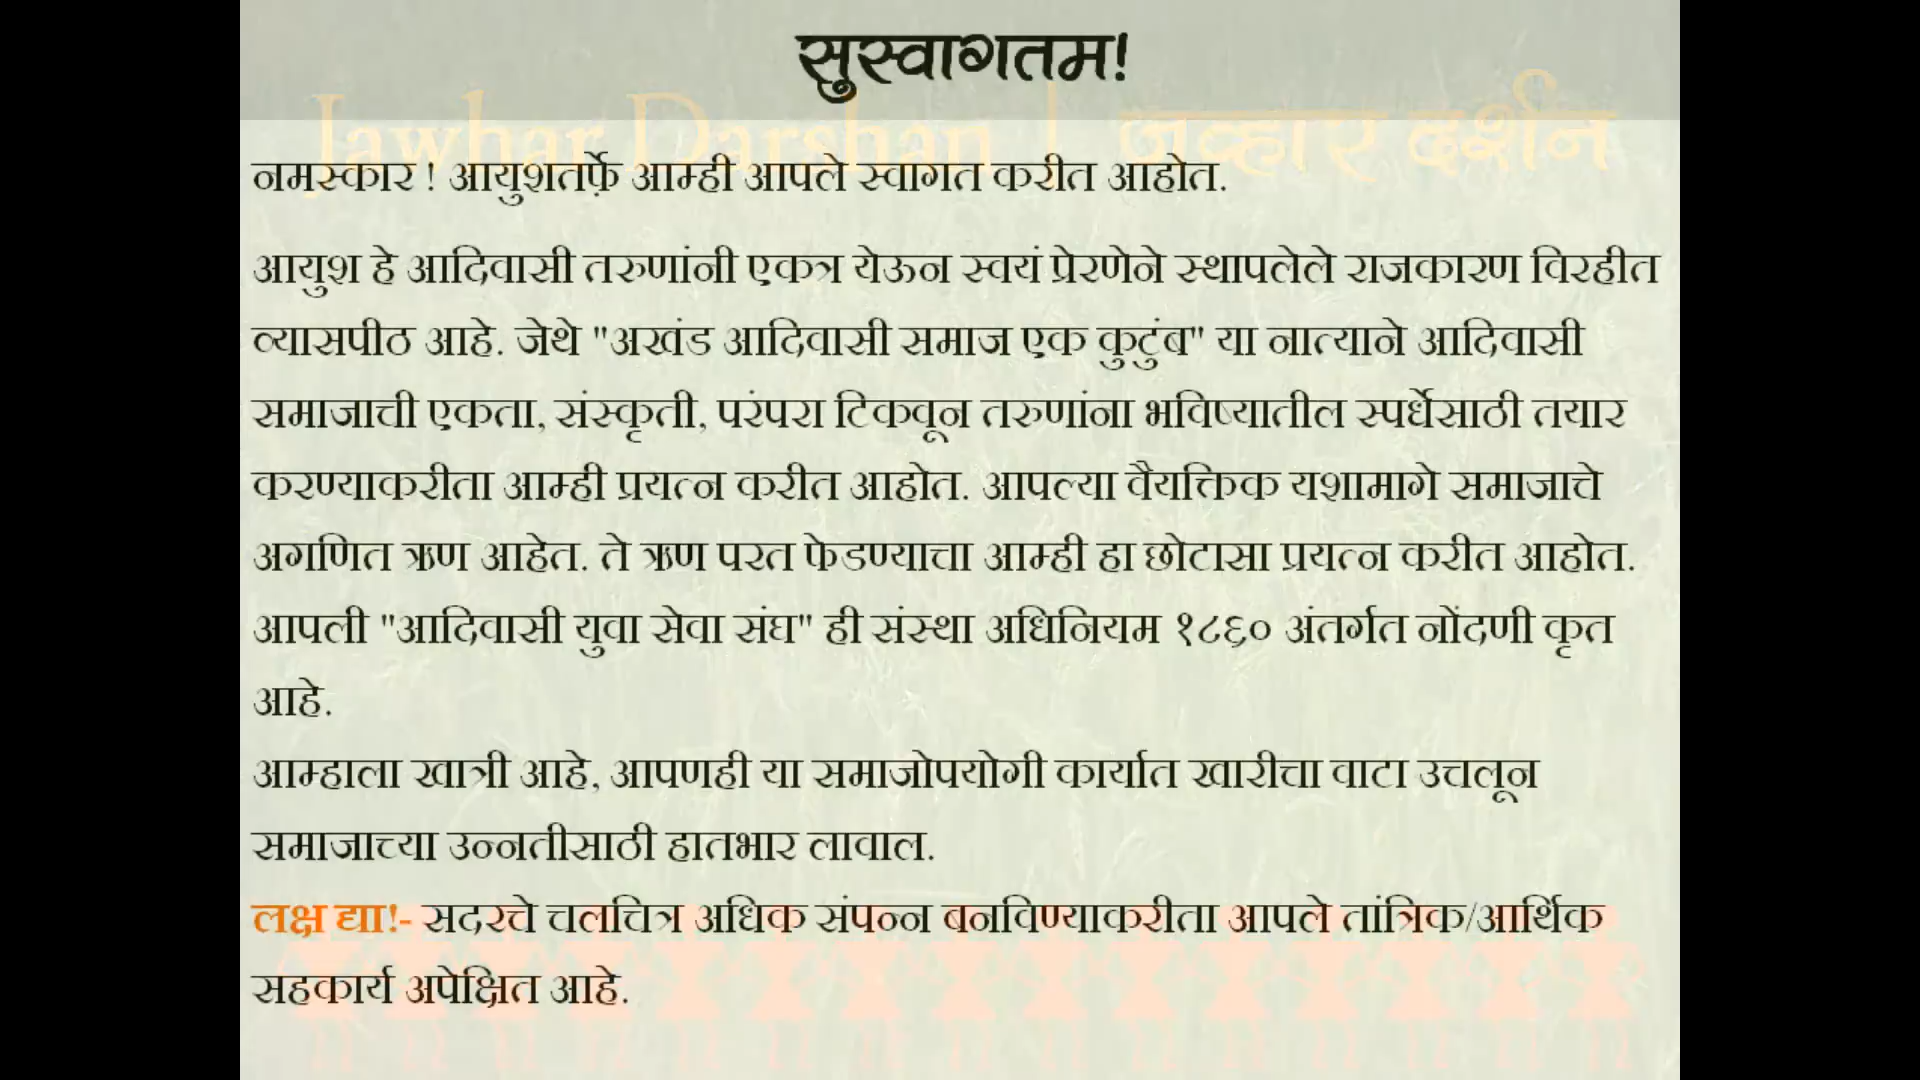 सुस्वागतम!
Jawhar Darshan | जव्हार दर्शन
नमस्कार ! आयुशतर्फ़े आम्ही आपले स्वागत करीत आहोत.
आयुश हे आदिवासी तरुणांनी एकत्र येऊन स्वयं प्रेरणेने स्थापलेले राजकारण विरहीत
व्यासपीठ आहे. जेथे "अखंड आदिवासी समाज एक कुटुंब" या नात्याने आदिवासी
समाजाची एकता, संस्कृती, परंपरा टिकवून तरुणांना भविष्यातील स्पर्धेसाठी तयार
करण्याकरीता आम्ही प्रयत्न करीत आहोत. आपल्या वैयक्तिक यशामागे समाजाचे
अगणित ऋण आहेत. ते ऋण परत फेडण्याचा आम्ही हा छोटासा प्रयत्न करीत आहोत.
आपली "आदिवासी युवा सेवा संघ" ही संस्था अधिनियम १८६० अंतर्गत नोंदणी कृत
आहे.
आम्हाला खात्री आहे, आपणही या समाजोपयोगी कार्यात खारीचा वाटा उचलून
समाजाच्या उन्नतीसाठी हातभार लावाल.
लक्ष द्या!- सदरचे चलचित्र अधिक संपन्न बनविण्याकरीता आपले तांत्रिक/आर्थिक
सहकार्य अपेक्षित आहे.